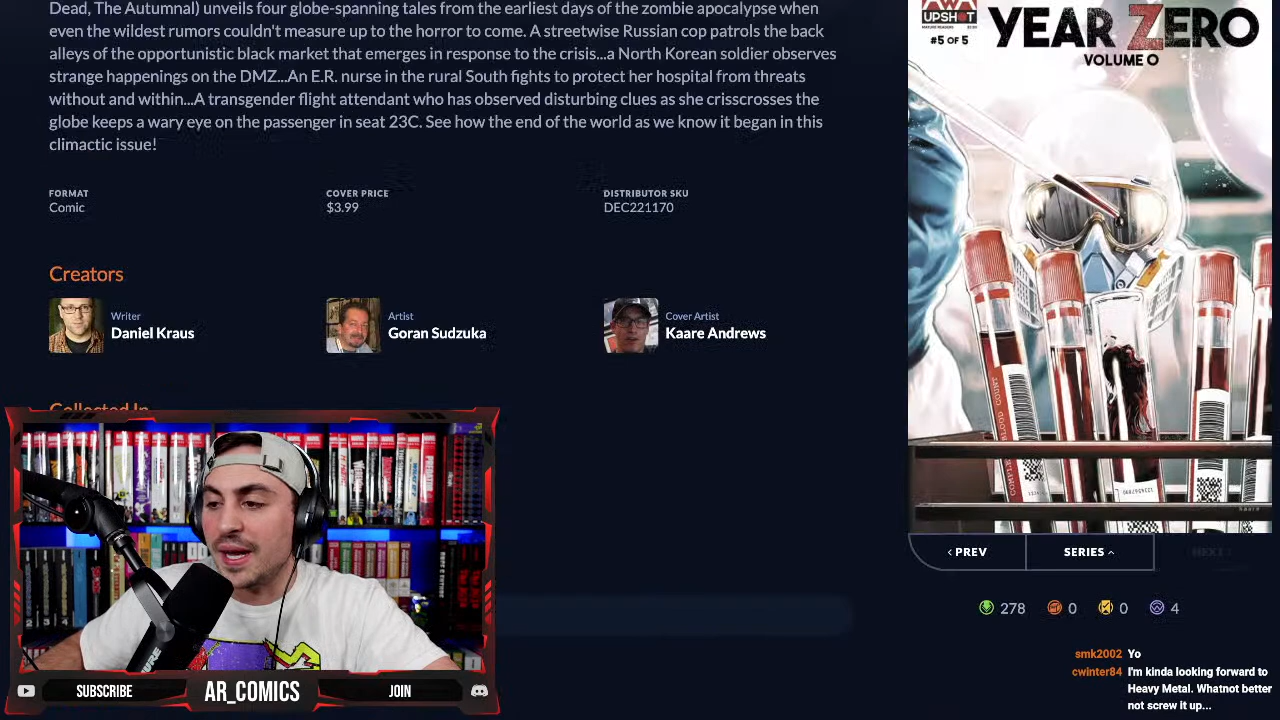 Dead, The Autumnal) unveils four globe-spanning tales from the earliest days of the zombie apocalypse when
even the wildest rumors won't measure up to the horror to come. A streetwise Russian cop patrols the back
alleys of the opportunistic black market that emerges in response to the crisis...a North Korean soldier observes
strange happenings on the DMZ...An E.R. nurse in the rural South fights to protect her hospital from threats
without and within...A transgender flight attendant who has observed disturbing clues as she crisscrosses the
globe keeps a wary eye on the passenger in seat 23C. See how the end of the world as we know it began in this
climactic issue!
FORMAT
Comic
COVER PRICE
$3.99
DISTRIBUTOR SKU
DEC221170
Creators
Writer
Daniel Kraus
Artist
Goran Sudzuka
Cover Artist
Kaare Andrews
Collected In
AWA
UPSHOT
#5 OF 5
YEAR ZERO
VOLUME 0
‹ PREV
SERIES ^
NEXT ›
278
0
0
4
smk2002 Yo
cwinter84 I'm kinda looking forward to
Heavy Metal. Whatnot better
not screw it up...
SUBSCRIBE
AR_COMICS
JOIN